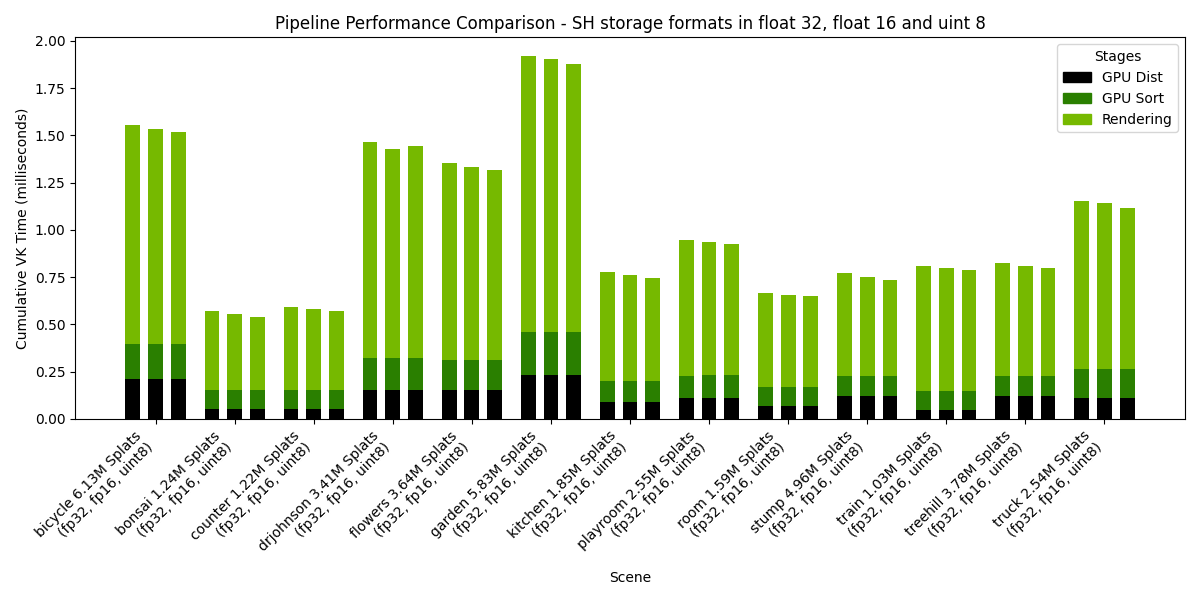 Pipeline Performance Comparison - SH storage formats in float 32, float 16 and uint 8
Cumulative VK Time (milliseconds)
2.00
1.75
1.50
1.25
1.00
0.75
0.50
0.25
0.00
Stages
GPU Dist
GPU Sort
Rendering
bicycle 6.13M Splats
(fp32, fp16, uint8)
bonsai 1.24M Splats
(fp32, fp16, uint8)
counter 1.22M Splats
(fp32, fp16, uint8)
drjohnson 3.41M Splats
(fp32, fp16, uint8)
flowers 3.64M Splats
(fp32, fp16, uint8)
garden 5.83M Splats
(fp32, fp16, uint8)
kitchen 1.85M Splats
(fp32, fp16, uint8)
playroom 2.55M Splats
(fp32, fp16, uint8)
room 1.59M Splats
(fp32, fp16, uint8)
stump 4.96M Splats
(fp32, fp16, uint8)
train 1.03M Splats
(fp32, fp16, uint8)
treehill 3.78M Splats
(fp32, fp16, uint8)
truck 2.54M Splats
(fp32, fp16, uint8)
Scene